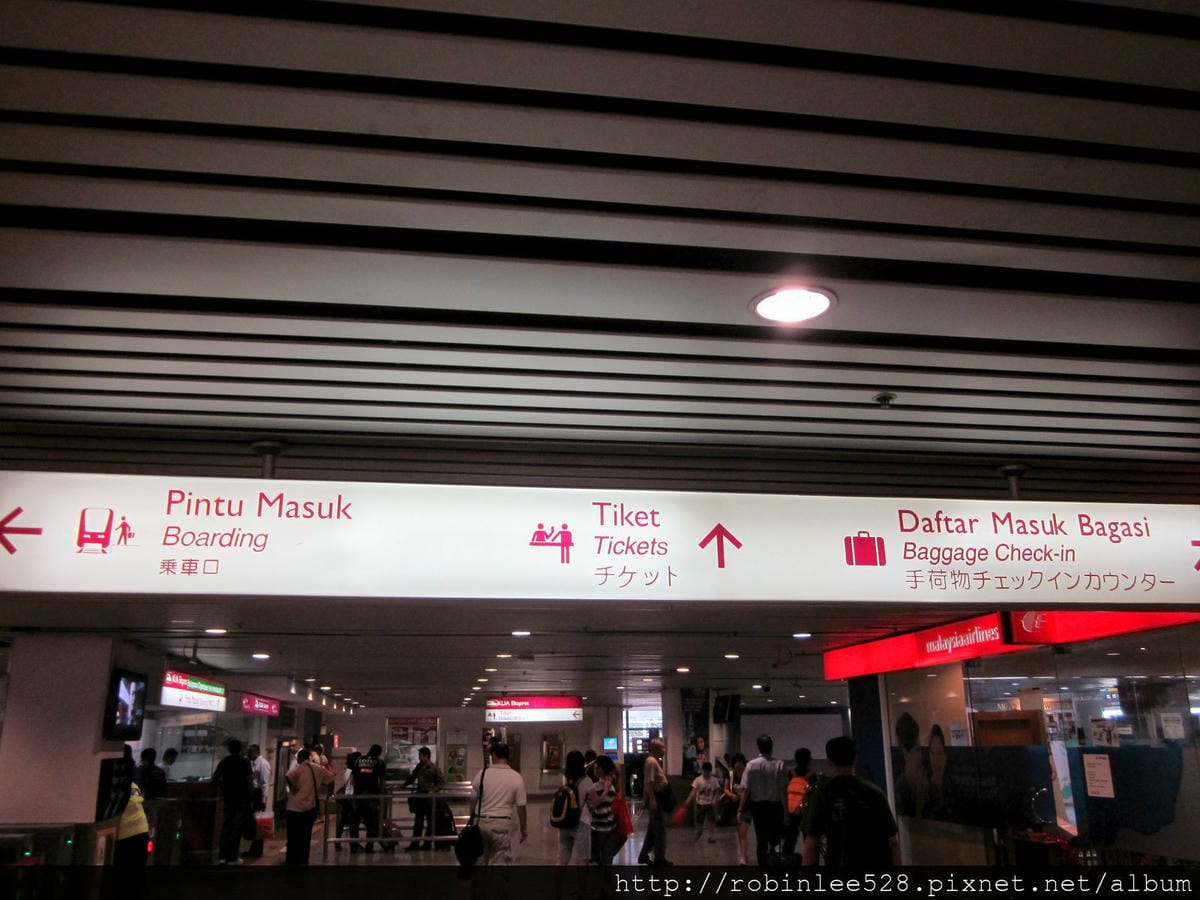 Pintu Masuk
Boarding
乗車口
Tiket
Tickets
チケット
Daftar Masuk Bagasi
Baggage Check-in
手荷物チェックインカウンター
malaysiaairlines
KLIA Ekspres
http://robinlee528.pixnet.net/album